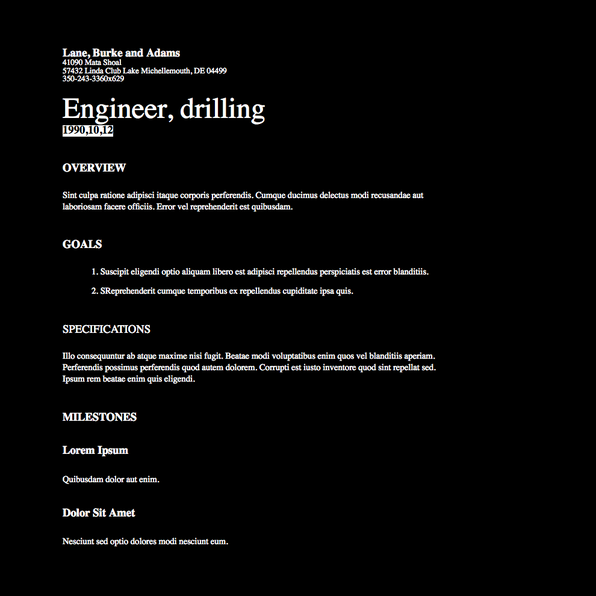 Lane, Burke and Adams
41090 Mata Shoal
57432 Linda Club Lake Michellemouth, DE 04499
350-243-3360x629
Engineer, drilling
1990,10,12
OVERVIEW
Sint culpa ratione adipisci itaque corporis perferendis. Cumque ducimus delectus modi recusandae aut
laboriosam facere officiis. Error vel reprehenderit est quibusdam.
GOALS
1. Suscipit eligendi optio aliquam libero est adipisci repellendus perspiciatis est error blanditiis.
2. SReprehenderit cumque temporibus ex repellendus cupiditate ipsa quis.
SPECIFICATIONS
Illo consequuntur ab atque maxime nisi fugit. Beatae modi voluptatibus enim quos vel blanditiis aperiam.
Perferendis possimus perferendis quod autem dolorem. Corrupti est iusto inventore quod sint repellat sed.
Ipsum rem beatae enim quis eligendi.
MILESTONES
Lorem Ipsum
Quibusdam dolor aut enim.
Dolor Sit Amet
Nesciunt sed optio dolores modi nesciunt eum.